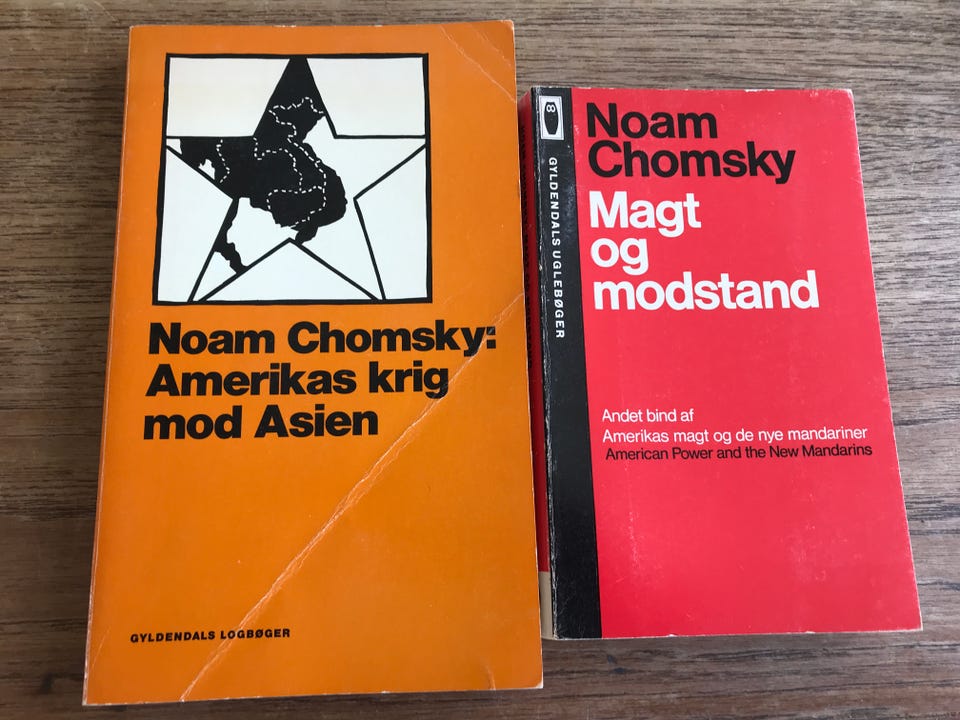 Noam Chomsky:
Amerikas krig
mod Asien
GYLDENDALS LOGBØGER
GYLDENDALS UGLEBØGER
Noam
Chomsky
Magt
og
modstand
Andet bind af
Amerikas magt og de nye mandariner
American Power and the New Mandarins